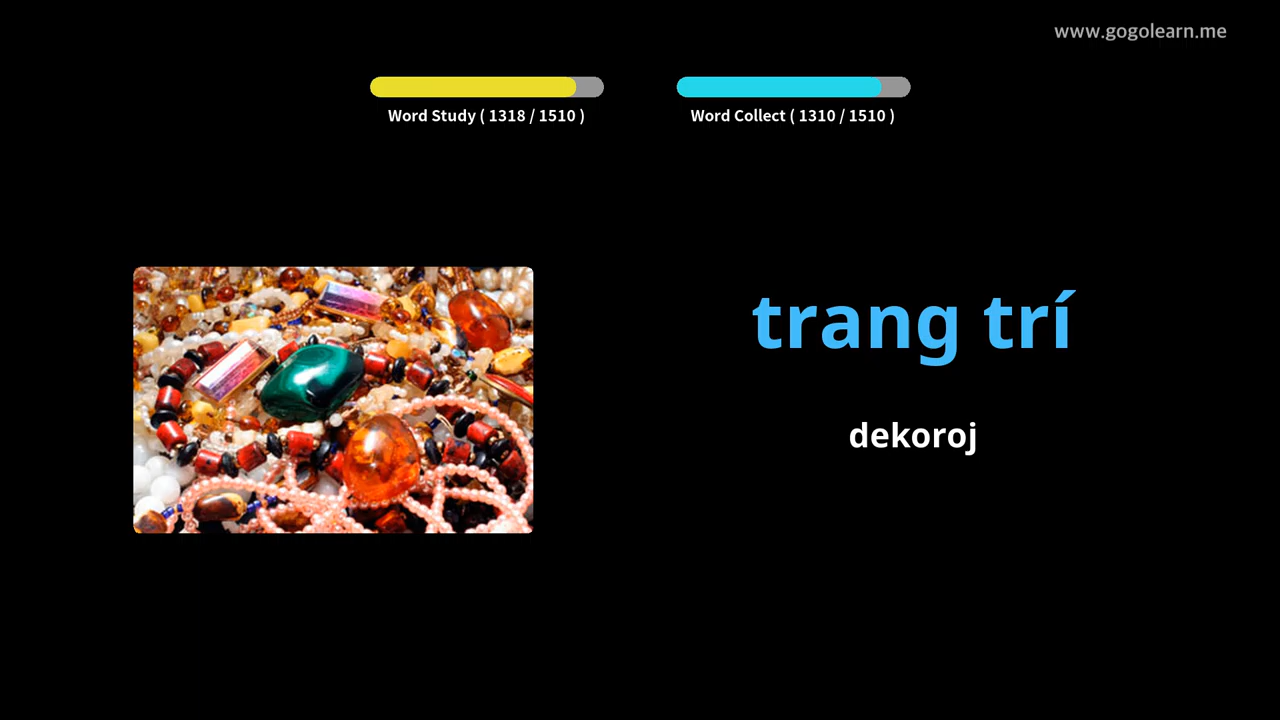 www.gogolearn.me
Word Study ( 1318 / 1510 )
Word Collect ( 1310 / 1510 )
trang trí
dekoroj